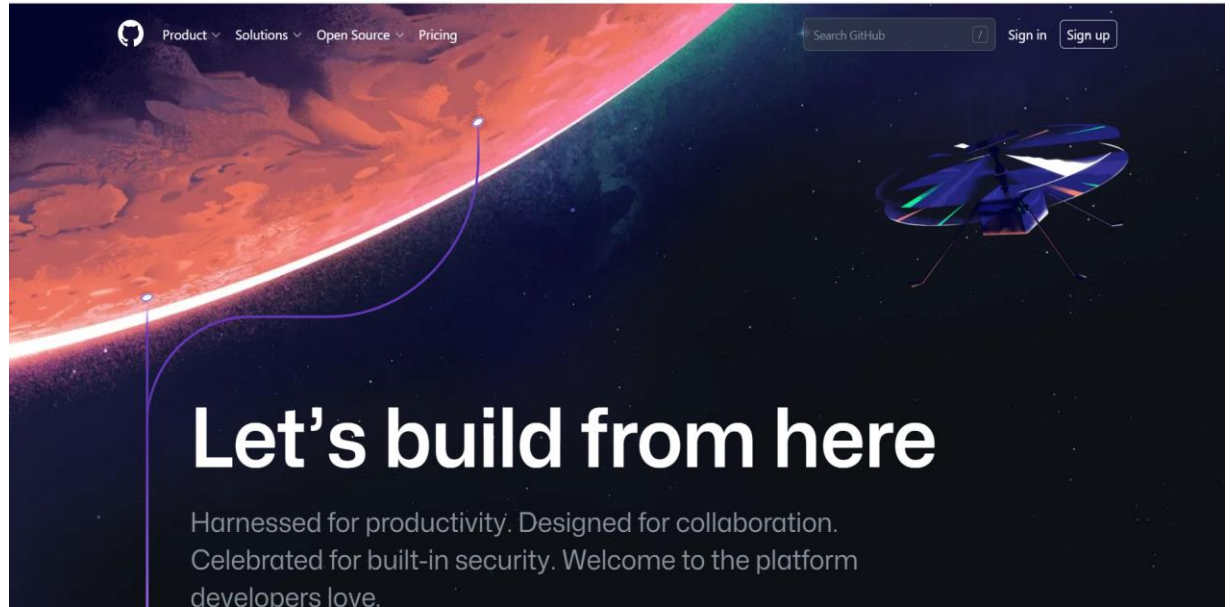 Product Solutions Open Source Pricing Search GitHub / Sign in Sign up
Let’s build from here
Harnessed for productivity. Designed for collaboration.
Celebrated for built-in security. Welcome to the platform
developers love.